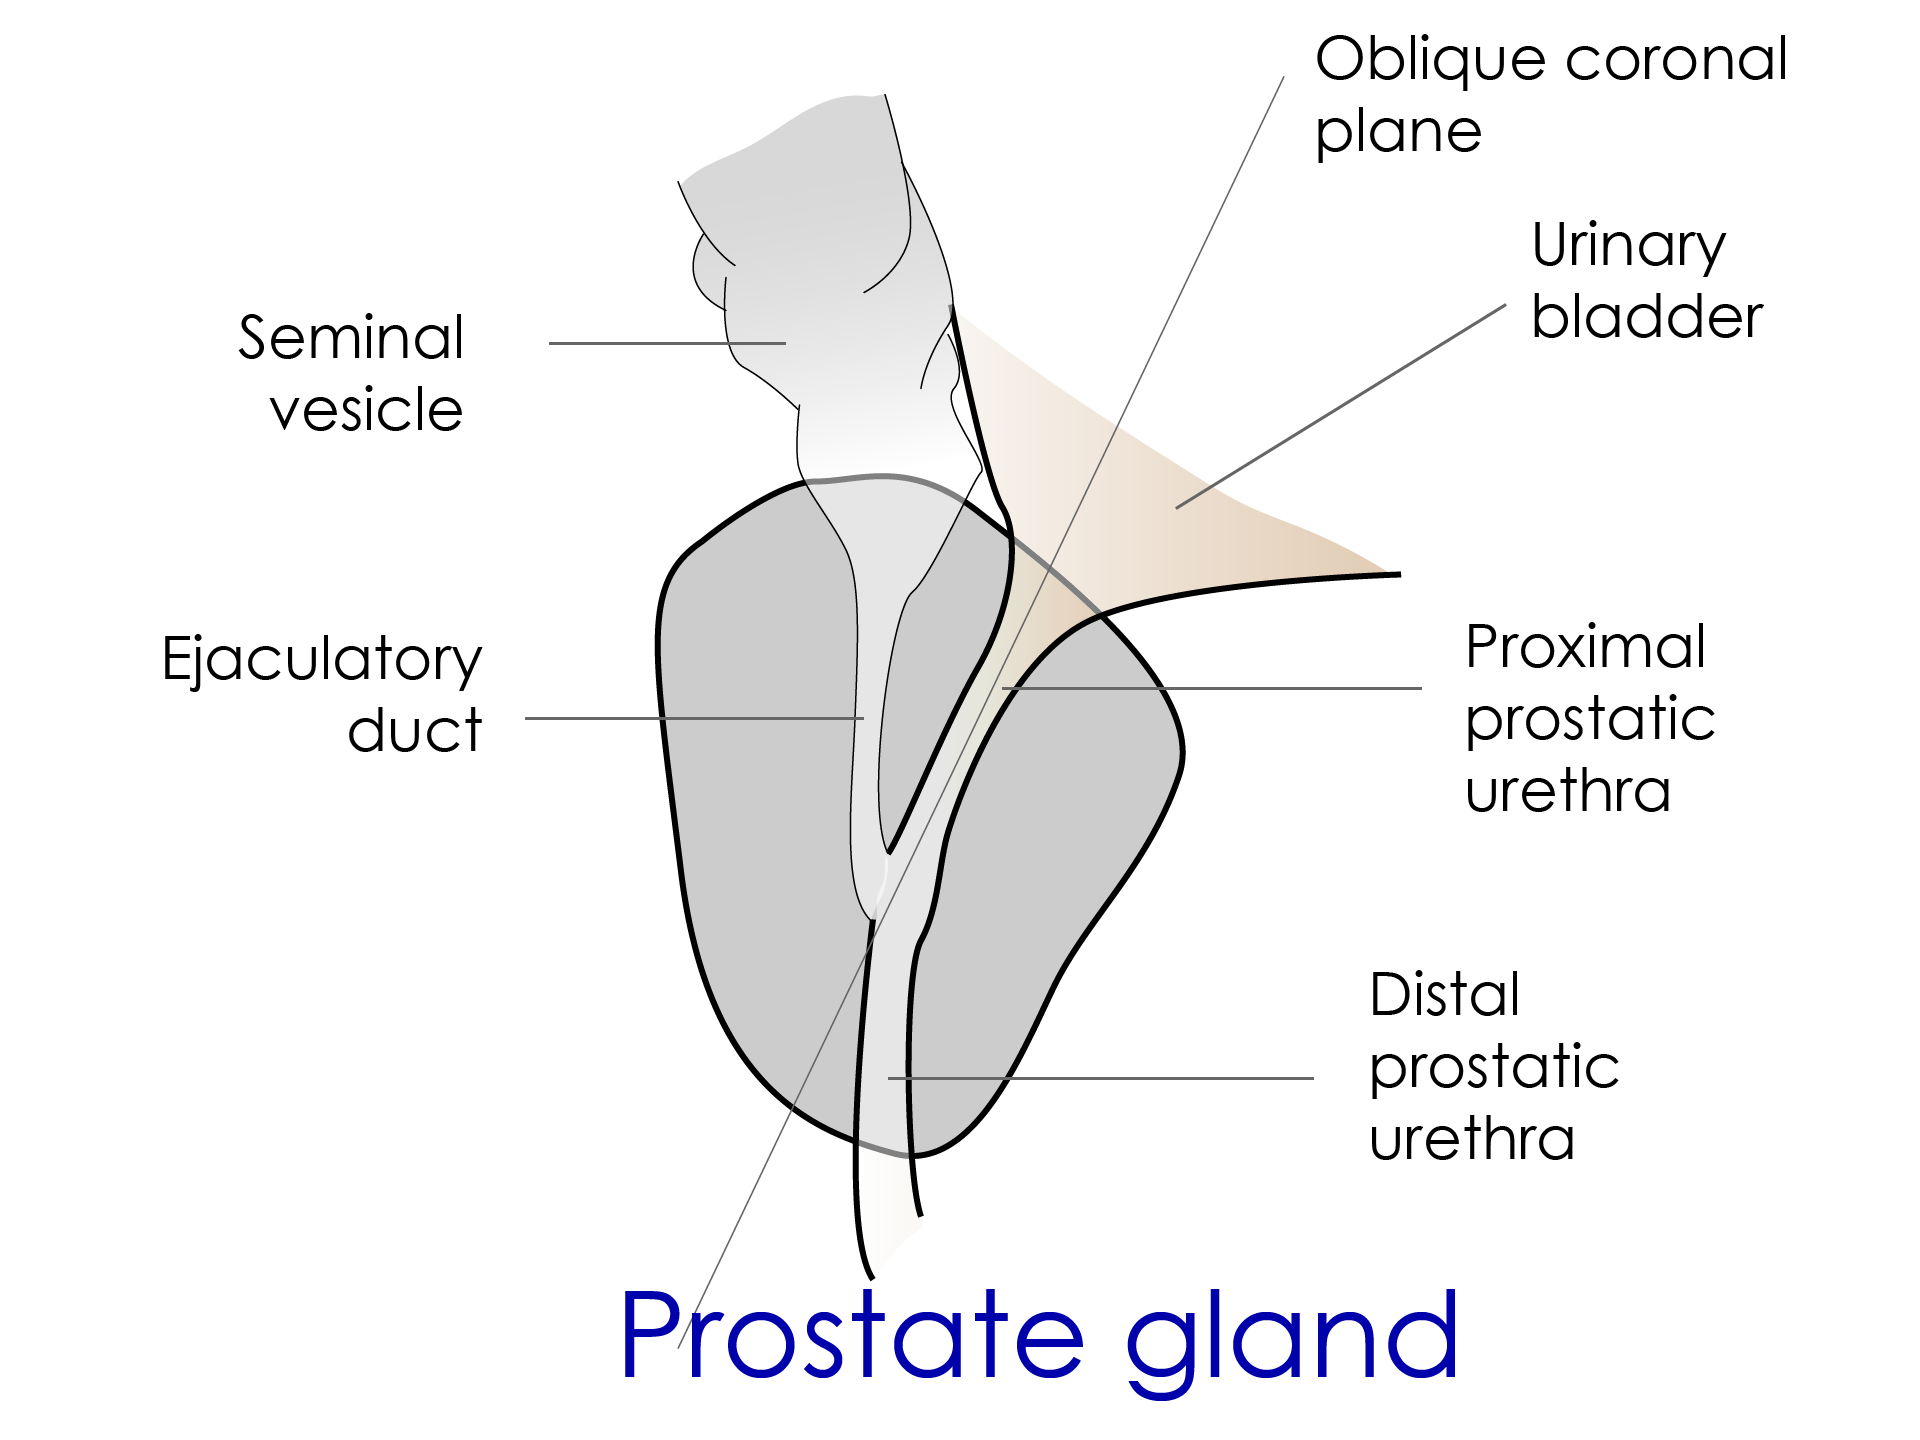 Oblique coronal
plane
Urinary
bladder
Seminal
vesicle
Ejaculatory
duct
Proximal
prostatic
urethra
Distal
prostatic
urethra
Prostate gland